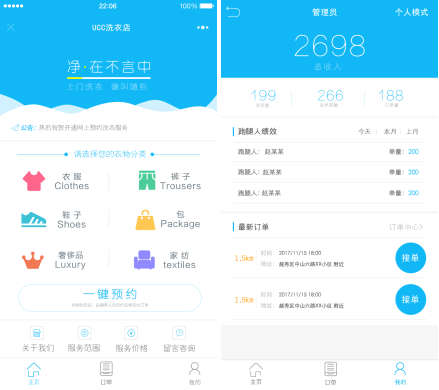 22:06
100%
UCC洗衣店
净·在不言中
上门洗衣 随叫随到
公告：热烈祝贺开通网上预约洗衣服务
请选择您的衣物分类
衣服
Clothes
裤子
Trousers
鞋子
Shoes
包
Package
奢侈品
Luxury
家纺
textiles
一键预约
关于我们
服务范围
服务价格
留言咨询
主页
订单
我的
管理员
个人模式
2698
总收入
199
266
188
跑腿人绩效
今天
本周
上月
跑腿人：赵某某
单量：200
跑腿人：赵某某
单量：200
跑腿人：赵某某
单量：200
最新订单
订单中心
1.5km
时间：2017/11/15 18:00
地址：越秀区中山六路XX小区 附近
接单
1.5km
时间：2017/11/15 18:00
地址：越秀区中山六路XX小区 附近
接单
主页
订单
我的